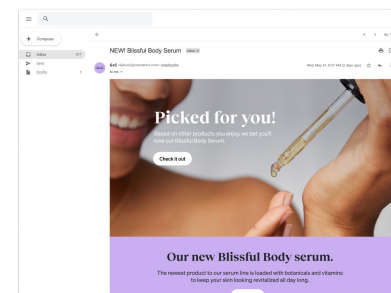 Compose
Inbox
Sent
Drafts
NEW! Blissful Body Serum
to me
Picked for you!
Based on other products you enjoy, we bet you'll
love our Blissful Body Serum.
Check it out
Our new Blissful Body serum.
The newest product to our serum line is loaded with botanicals and vitamins
to keep your skin looking revitalized all day long.